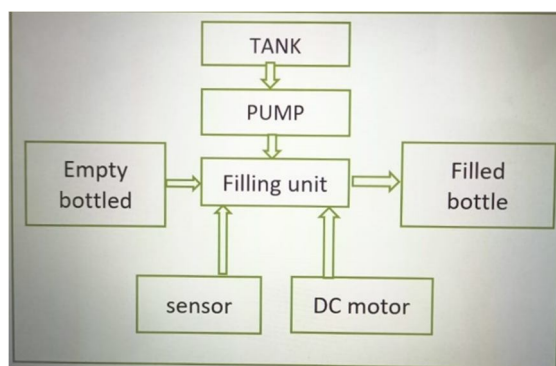 TANK
PUMP
Empty
bottled
Filling unit
Filled
bottle
sensor
DC motor